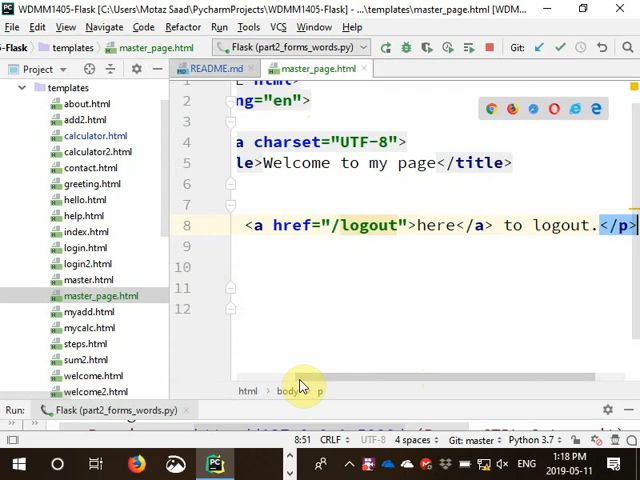 WDMM1405-Flask [C:\Users\Motaz Saad\PycharmProjects\WDMM1405-Flask] - ...\templates\master_page.html
File Edit View Navigate Code Refactor Run Tools VCS Window Help
5-Flask templates master_page.html Flask (part2_forms_words.py) Git:
Project README.md master_page.html
templates
about.html
add2.html
calculator.html
calculator2.html
contact.html
greeting.html
hello.html
help.html
index.html
login.html
login2.html
master.html
master_page.html
myadd.html
mycalc.html
steps.html
sum2.html
welcome.html
welcome2.html
1
2 ng="en">
3
4 a charset="UTF-8">
5 le>Welcome to my page</title>
6
7
8 <a href="/logout">here</a> to logout.</p>
9
10
11
12
html body p
Run: Flask (part2_forms_words.py)
8:51 CRLF UTF-8 4 spaces Git: master Python 3.7
1:18 PM
2019-05-11